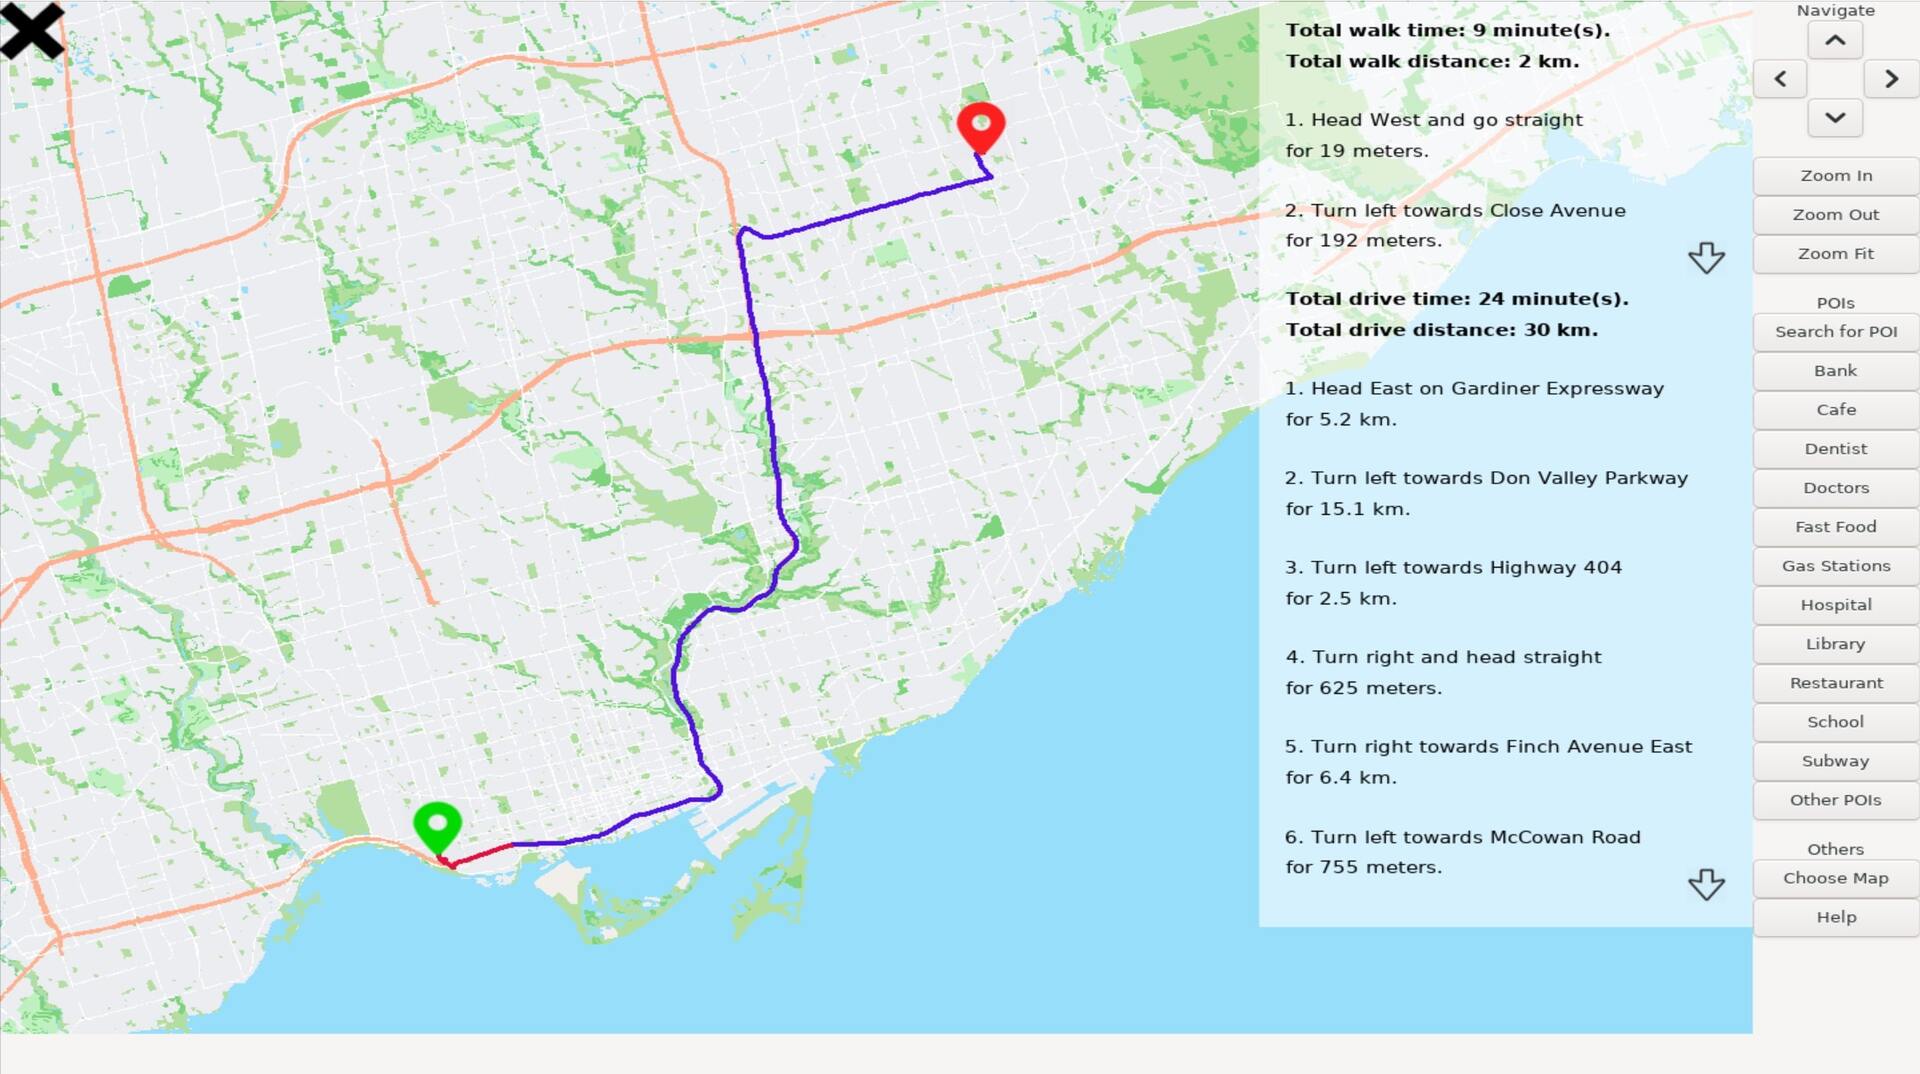 Total walk time: 9 minute(s).
Total walk distance: 2 km.
1. Head West and go straight
for 19 meters.
2. Turn left towards Close Avenue
for 192 meters.
Total drive time: 24 minute(s).
Total drive distance: 30 km.
1. Head East on Gardiner Expressway
for 5.2 km.
2. Turn left towards Don Valley Parkway
for 15.1 km.
3. Turn left towards Highway 404
for 2.5 km.
4. Turn right and head straight
for 625 meters.
5. Turn right towards Finch Avenue East
for 6.4 km.
6. Turn left towards McCowan Road
for 755 meters.
Navigate
Zoom In
Zoom Out
Zoom Fit
POIs
Search for POI
Bank
Cafe
Dentist
Doctors
Fast Food
Gas Stations
Hospital
Library
Restaurant
School
Subway
Other POIs
Others
Choose Map
Help